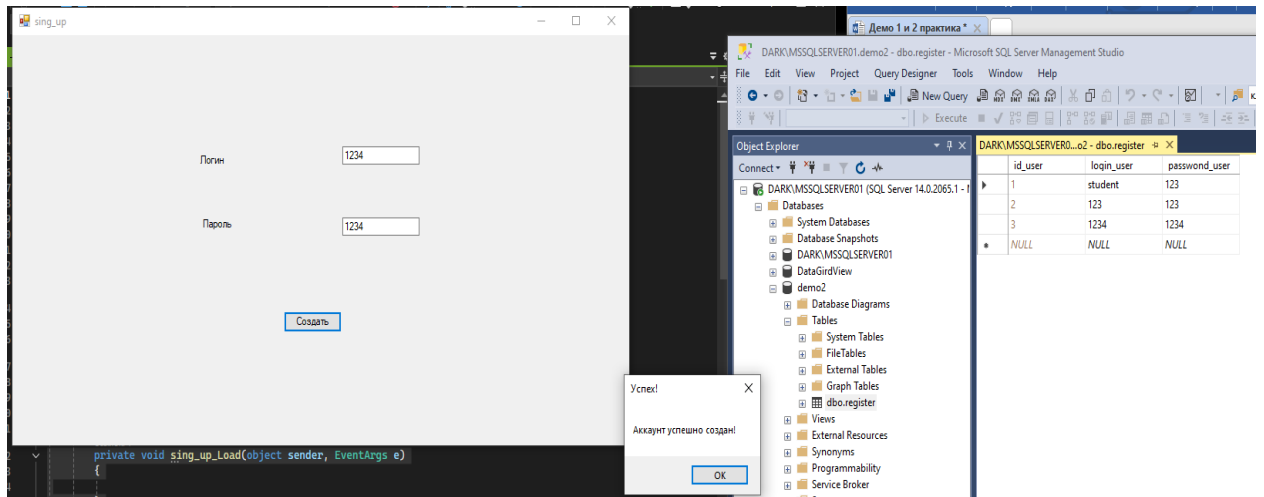 sing_up
Логин
1234
Пароль
1234
Создать
private void sing_up_Load(object sender, EventArgs e)
{
Успех!
Аккаунт успешно создан!
OK
Демо 1 и 2 практика *
DARK\MSSQLSERVER01.demo2 - dbo.register - Microsoft SQL Server Management Studio
File Edit View Project Query Designer Tools Window Help
New Query
Execute
Object Explorer
Connect
DARK\MSSQLSERVER01 (SQL Server 14.0.2065.1 -
Databases
System Databases
Database Snapshots
DARK\MSSQLSERVER01
DataGirdView
demo2
Database Diagrams
Tables
System Tables
FileTables
External Tables
Graph Tables
dbo.register
Views
External Resources
Synonyms
Programmability
Service Broker
DARK\MSSQLSERVER0...o2 - dbo.register
id_user login_user passwond_user
1 student 123
2 123 123
3 1234 1234
NULL NULL NULL